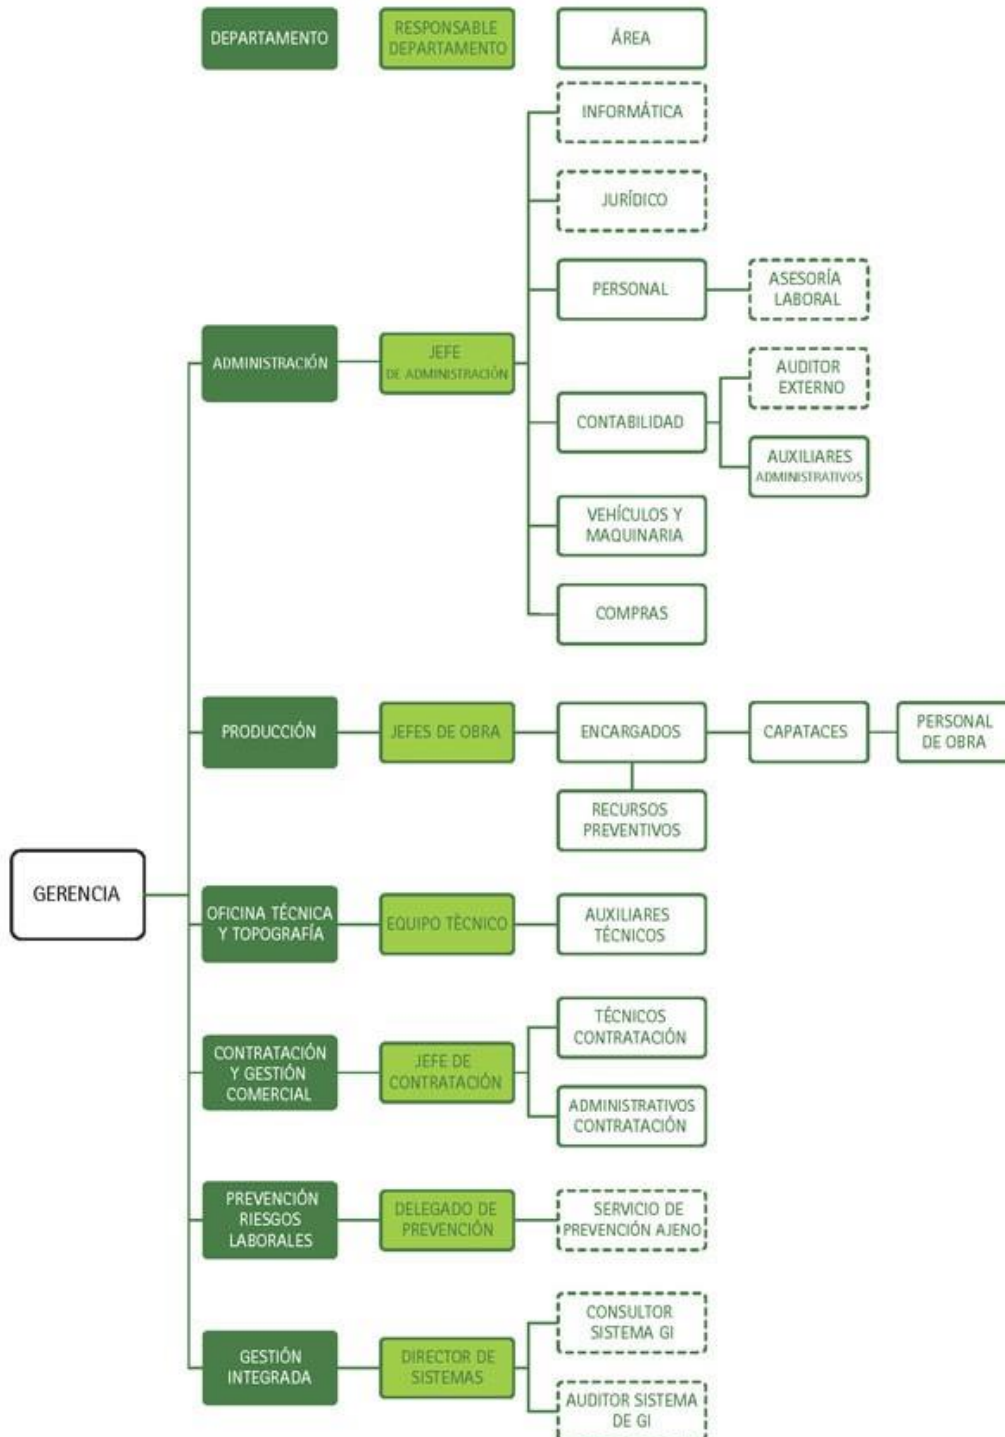 DEPARTAMENTO
RESPONSABLE
DEPARTAMENTO
ÁREA
INFORMÁTICA
JURÍDICO
PERSONAL
ASESORÍA
LABORAL
ADMINISTRACIÓN
JEFE
DE ADMINISTRACIÓN
AUDITOR
EXTERNO
CONTABILIDAD
AUXILIARES
ADMINISTRATIVOS
VEHÍCULOS Y
MAQUINARIA
COMPRAS
PRODUCCIÓN
JEFES DE OBRA
ENCARGADOS
CAPATACES
PERSONAL
DE OBRA
RECURSOS
PREVENTIVOS
GERENCIA
OFICINA TÉCNICA
Y TOPOGRAFÍA
EQUIPO TÈCNICO
AUXILIARES
TÉCNICOS
CONTRATACIÓN
Y GESTIÓN
COMERCIAL
JEFE DE
CONTRATACIÓN
TÉCNICOS
CONTRATACIÓN
ADMINISTRATIVOS
CONTRATACIÓN
PREVENCIÓN
RIESGOS
LABORALES
DELEGADO DE
PREVENCIÓN
SERVICIO DE
PREVENCIÓN AJENO
GESTIÓN
INTEGRADA
DIRECTOR DE
SISTEMAS
CONSULTOR
SISTEMA GI
AUDITOR SISTEMA
DE GI